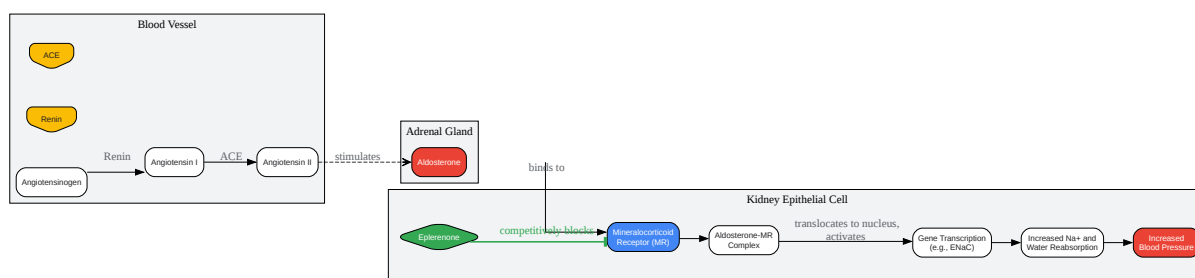 Blood Vessel
ACE
Renin
Angiotensinogen
Renin
Angiotensin I
ACE
Angiotensin II
stimulates
Adrenal Gland
Aldosterone
binds to
Kidney Epithelial Cell
Eplerenone
competitively blocks
Mineralocorticoid
Receptor (MR)
Aldosterone-MR
Complex
translocates to nucleus,
activates
Gene Transcription
(e.g., ENaC)
Increased Na+ and
Water Reabsorption
Increased
Blood Pressure